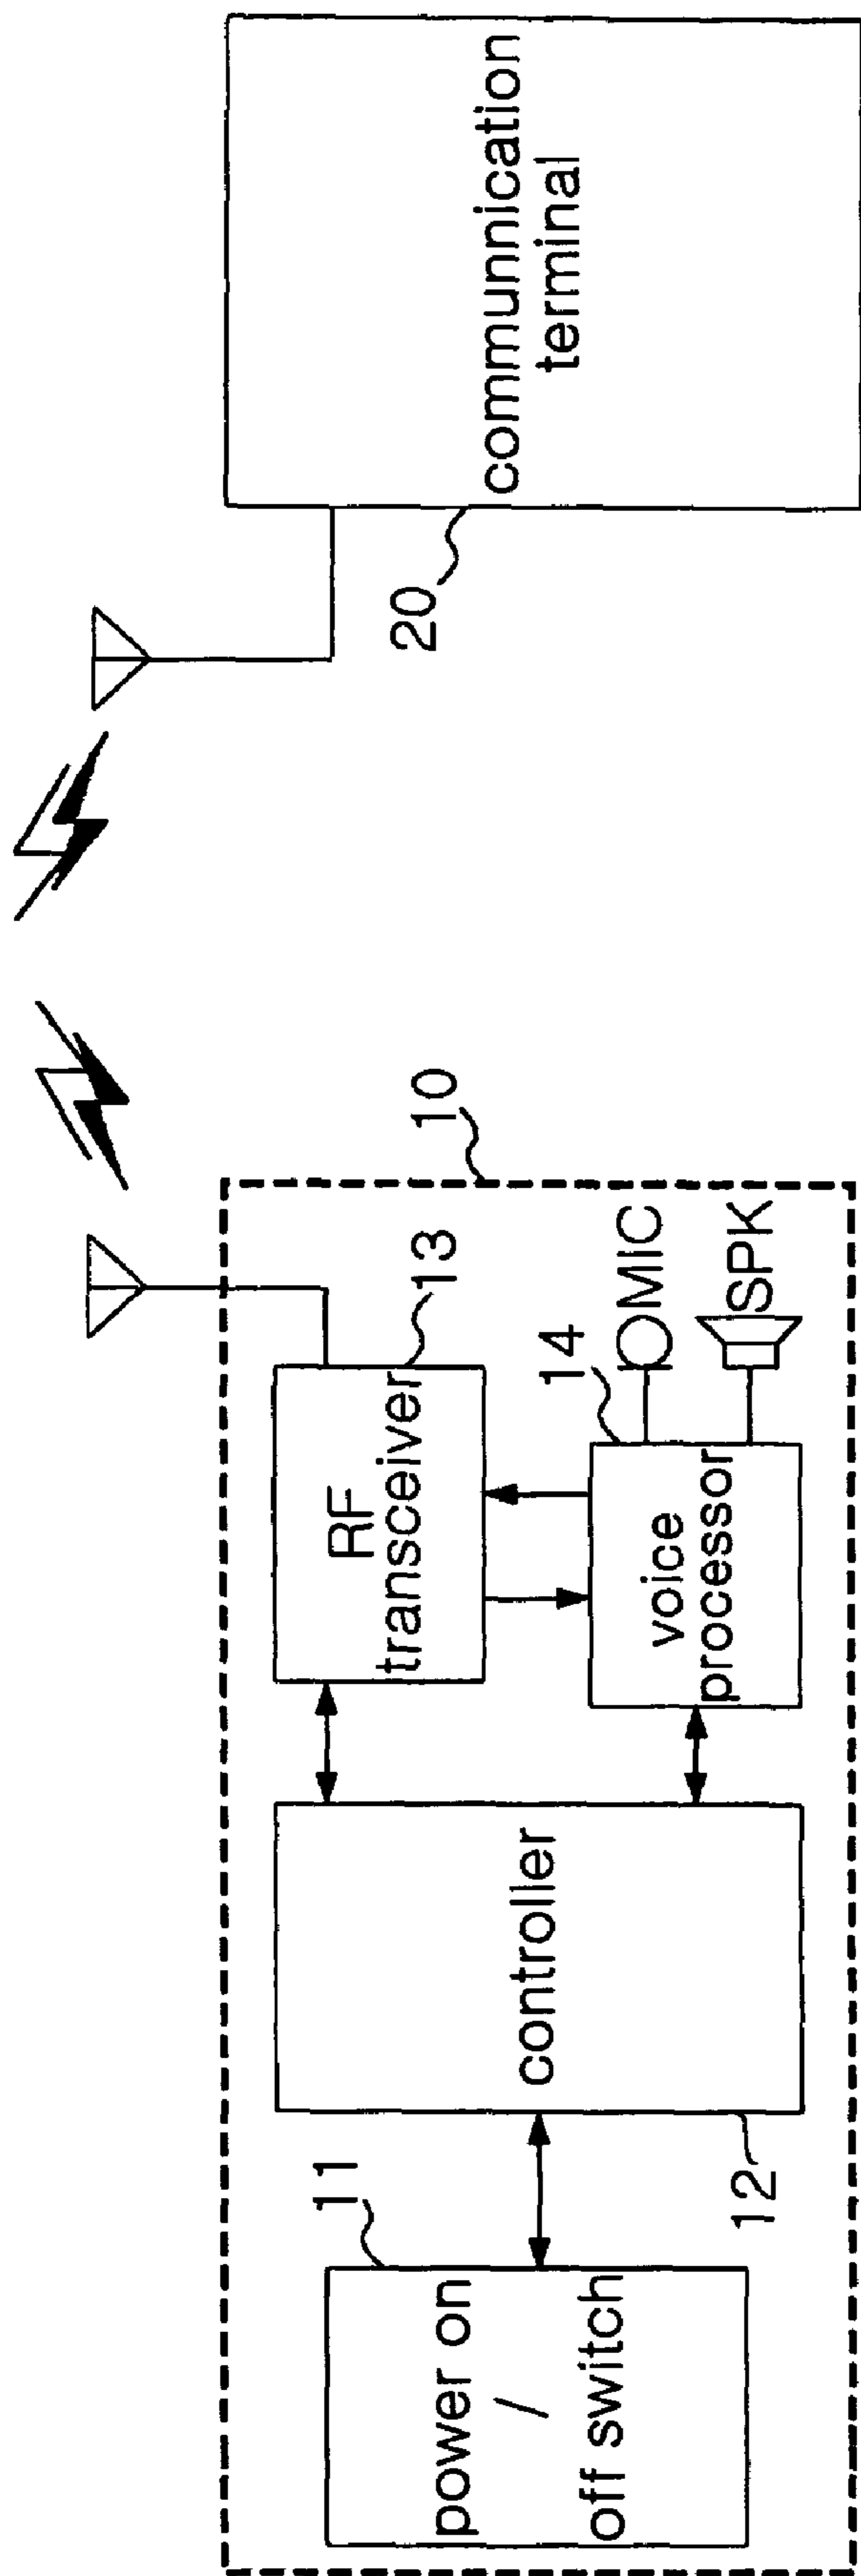 power on
/
off switch
11
controller
12
RF
transceiver
13
voice
processor
14
MIC
SPK
10
communnication
terminal
20